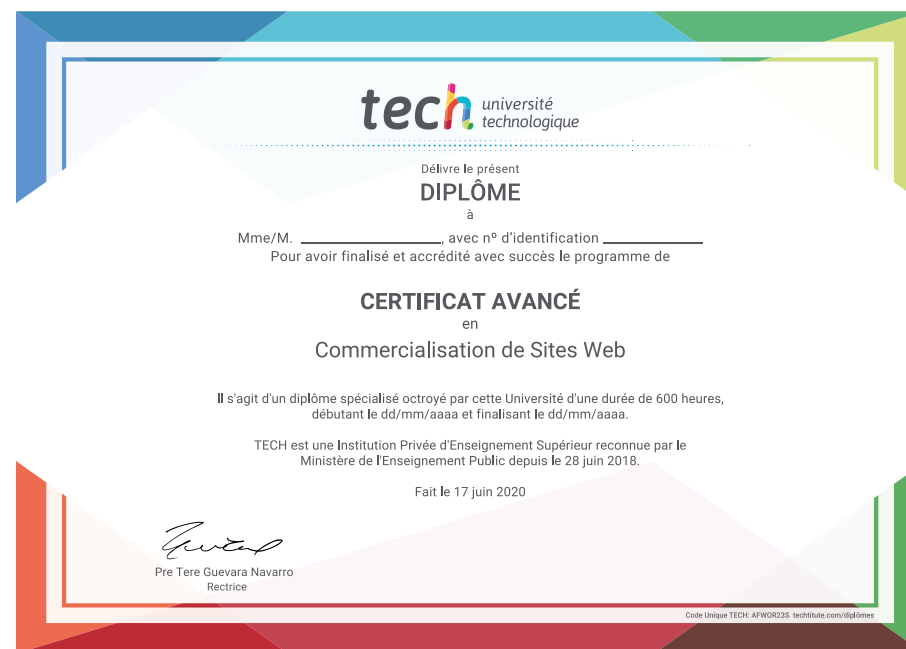 tech université
technologique
Délivre le présent
DIPLÔME
à
Mme/M. ____________________, avec nº d'identification ______________
Pour avoir finalisé et accrédité avec succès le programme de
CERTIFICAT AVANCÉ
en
Commercialisation de Sites Web
Il s'agit d'un diplôme spécialisé octroyé par cette Université d'une durée de 600 heures,
débutant le dd/mm/aaaa et finalisant le dd/mm/aaaa.
TECH est une Institution Privée d'Enseignement Supérieur reconnue par le
Ministère de l'Enseignement Public depuis le 28 juin 2018.
Fait le 17 juin 2020
Pre Tere Guevara Navarro
Rectrice
Code Unique TECH: AFWOR23S techtitute.com/diplômes